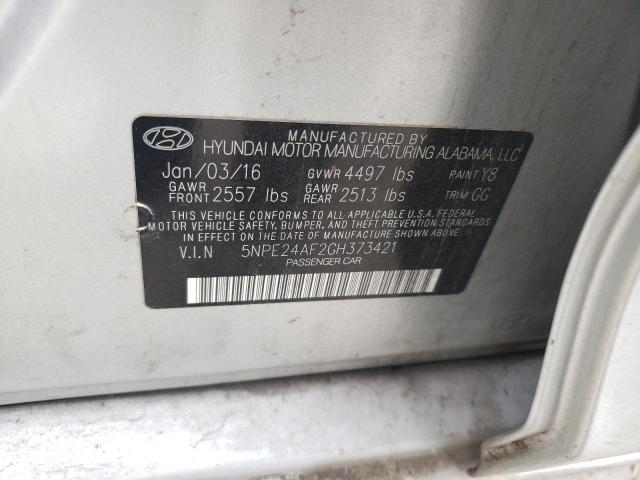 MANUFACTURED BY
HYUNDAI MOTOR MANUFACTURING ALABAMA, LLC
Jan/03/16 GVWR 4497 lbs PAINT Y8
GAWR FRONT 2557 lbs GAWR REAR 2513 lbs TRIM GG
THIS VEHICLE CONFORMS TO ALL APPLICABLE U.S.A. FEDERAL
MOTOR VEHICLE SAFETY, BUMPER, AND THEFT PREVENTION STANDARDS
IN EFFECT ON THE DATE OF MANUFACTURE SHOWN ABOVE.
V.I.N 5NPE24AF2GH373421
PASSENGER CAR